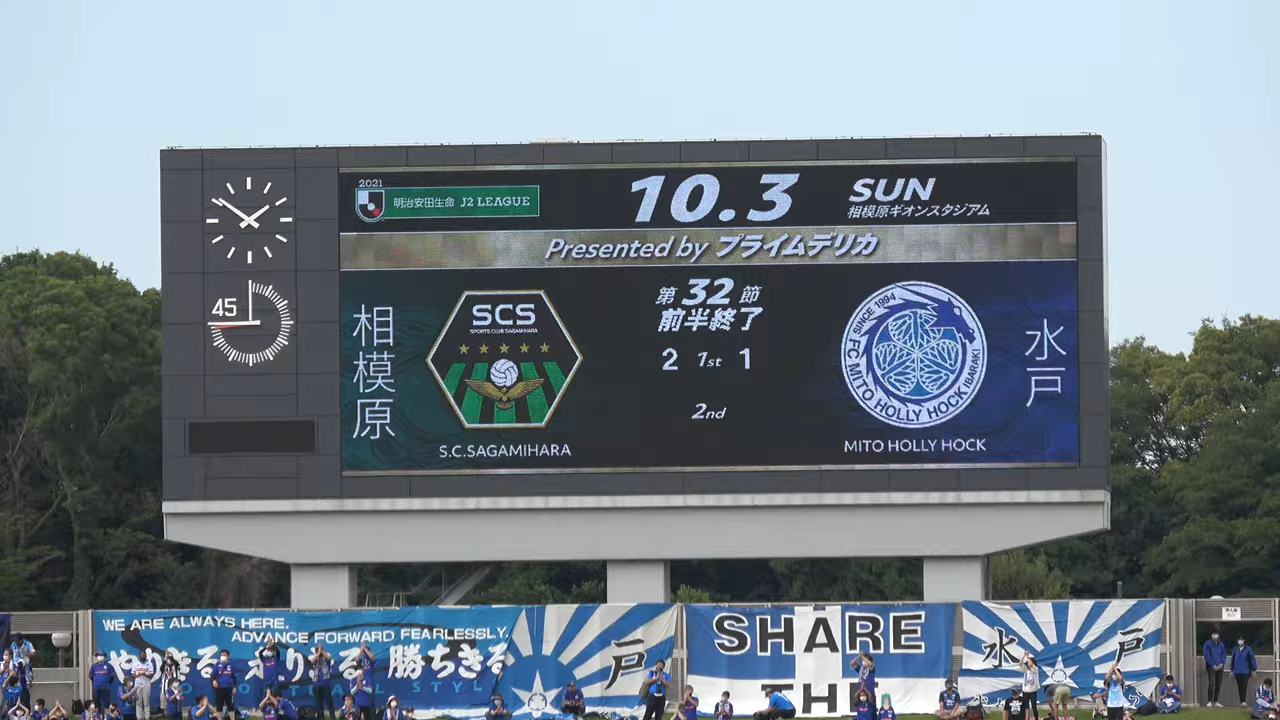 2021
明治安田生命 J2 LEAGUE
10.3
SUN
相模原ギオンスタジアム
Presented by プライムデリカ
45
相模原
SCS
SPORTS CLUB SAGAMIHARA
S.C.SAGAMIHARA
第32節
前半終了
2 1st 1
2nd
SINCE 1994
FC MITO HOLLY HOCK IBARAKI
MITO HOLLY HOCK
水戸
WE ARE ALWAYS HERE.
ADVANCE FORWARD FEARLESSLY.
戸
SHARE
THE
水 戸